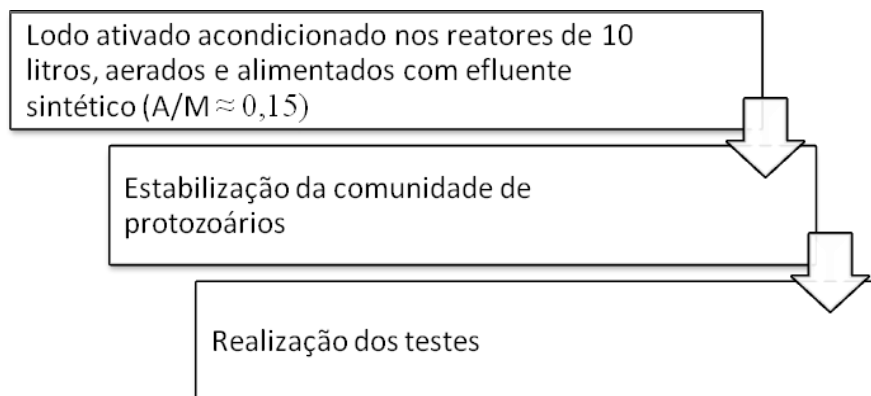 Lodo ativado acondicionado nos reatores de 10
litros, aerados e alimentados com efluente
sintético (A/M ≈ 0,15)
Estabilização da comunidade de
protozoários
Realização dos testes